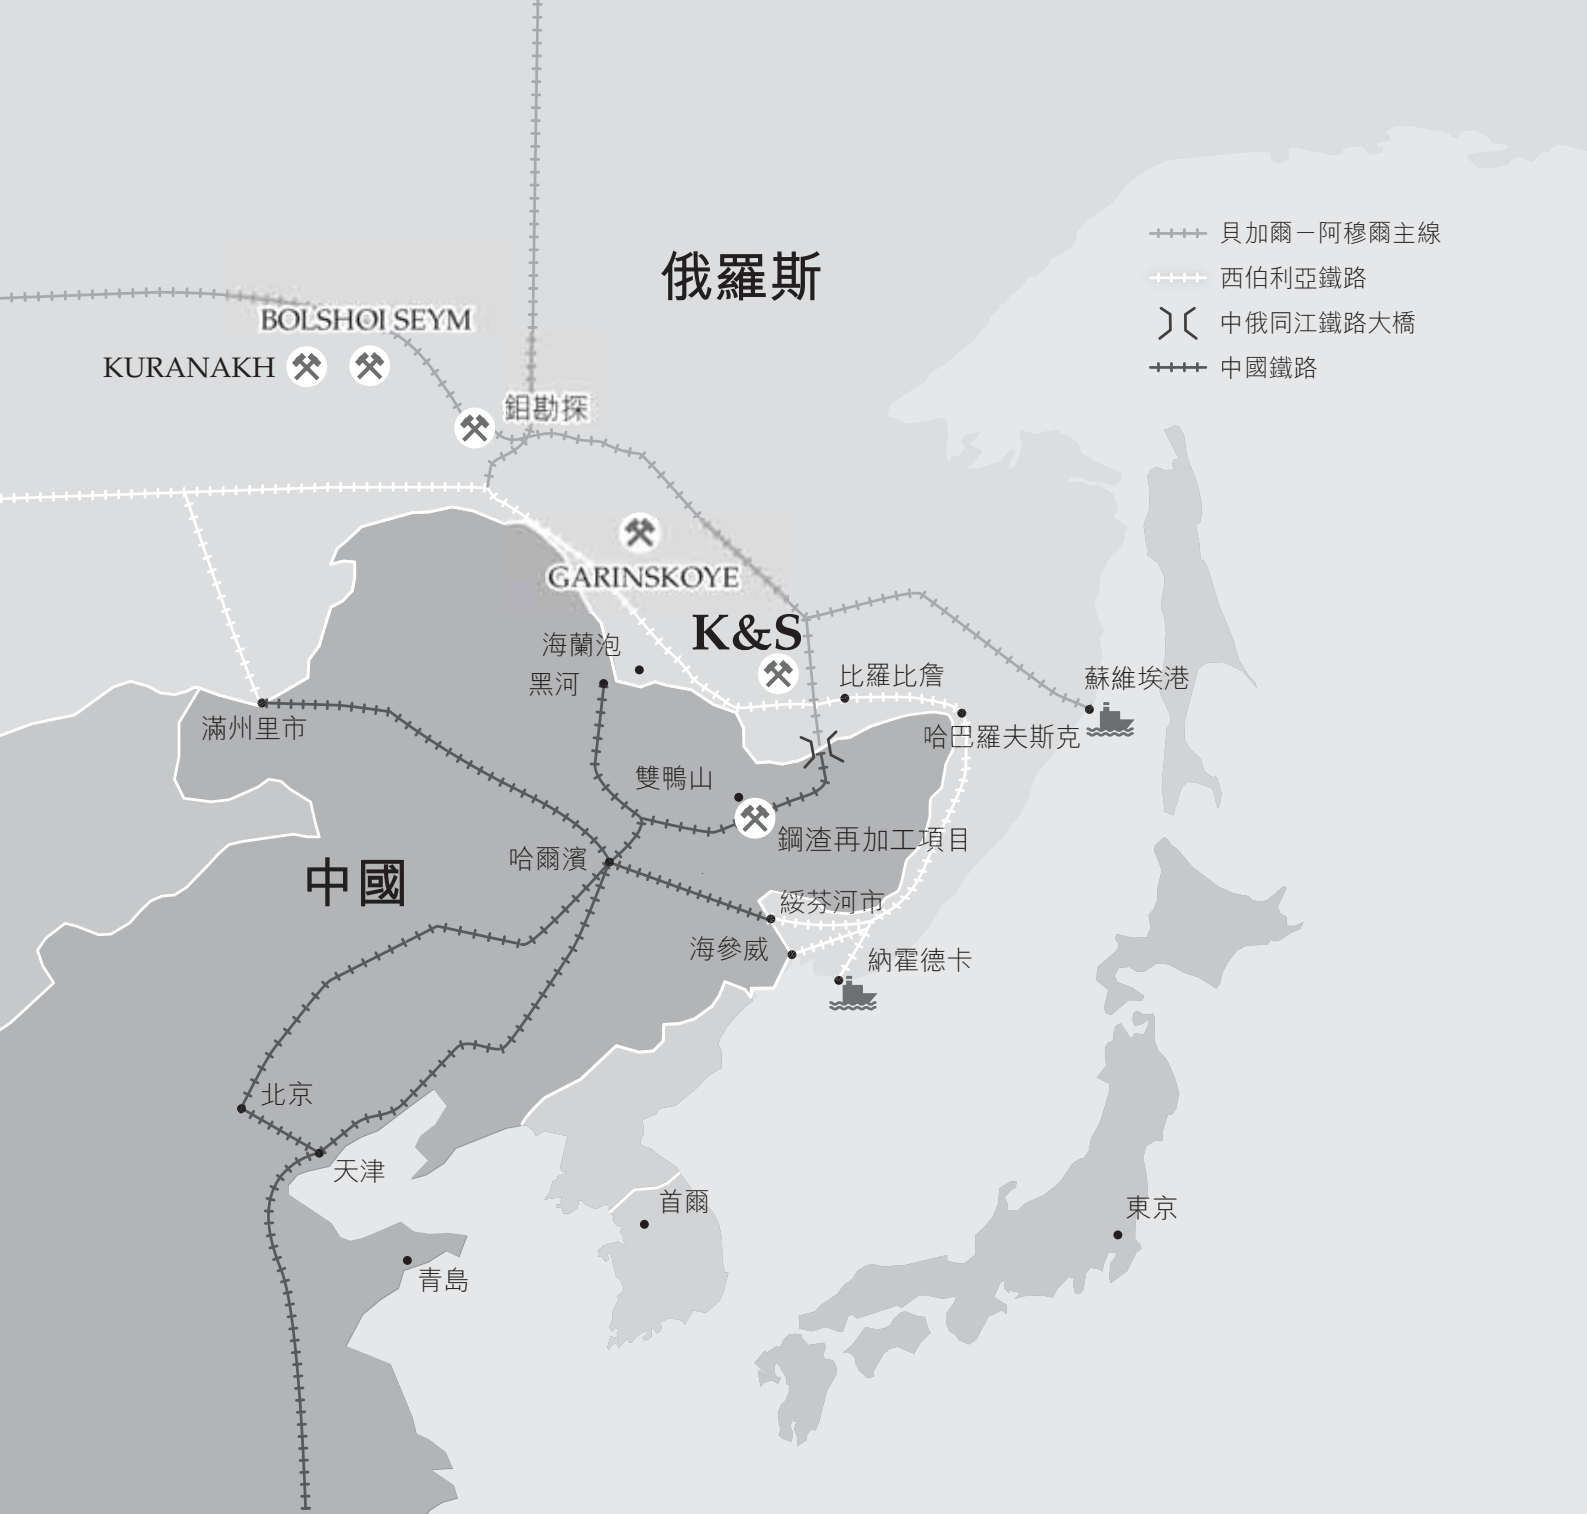 俄羅斯
貝加爾－阿穆爾主線
西伯利亞鐵路
中俄同江鐵路大橋
中國鐵路
BOLSHOI SEYM
KURANAKH
鉬勘探
GARINSKOYE
K&S
海蘭泡
黑河
比羅比詹
蘇維埃港
滿州里市
哈巴羅夫斯克
雙鴨山
鋼渣再加工項目
哈爾濱
中國
綏芬河市
海參威
納霍德卡
北京
天津
首爾
東京
青島